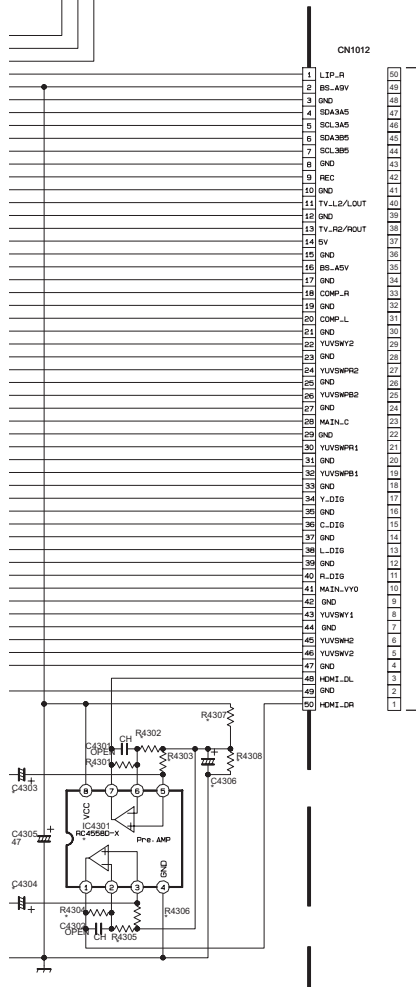 CN1012
1 LIP_R 50
2 BS_A9V 49
3 GND 48
4 SDA3A5 47
5 SCL3A5 46
6 SDA3B5 45
7 SCL3B5 44
8 GND 43
9 REC 42
10 GND 41
11 TV_L2/LOUT 40
12 GND 39
13 TV_R2/ROUT 38
14 5V 37
15 GND 36
16 BS_A5V 35
17 GND 34
18 COMP_R 33
19 GND 32
20 COMP_L 31
21 GND 30
22 YUVSWY2 29
23 GND 28
24 YUVSWPR2 27
25 GND 26
26 YUVSWPB2 25
27 GND 24
28 MAIN_C 23
29 GND 22
30 YUVSWPR1 21
31 GND 20
32 YUVSWPB1 19
33 GND 18
34 Y_DIG 17
35 GND 16
36 C_DIG 15
37 GND 14
38 L_DIG 13
39 GND 12
40 R_DIG 11
41 MAIN_VYO 10
42 GND 9
43 YUVSWY1 8
44 GND 7
45 YUVSWH2 6
46 YUVSWV2 5
47 GND 4
48 HDMI_DL 3
49 GND 2
50 HDMI_DR 1
R4307
*
R4302
*
C4301 CH
OPEN
R4301
*
R4303
*
R4308
*
C4306
*
C4303
*
8 7 6 5
VCC
IC4301
RC4558D-X
*
Pre.AMP
C4305
47
GND
C4304
*
1 2 3 4
R4304
*
R4306
*
C4302
OPEN CH
R4305
*